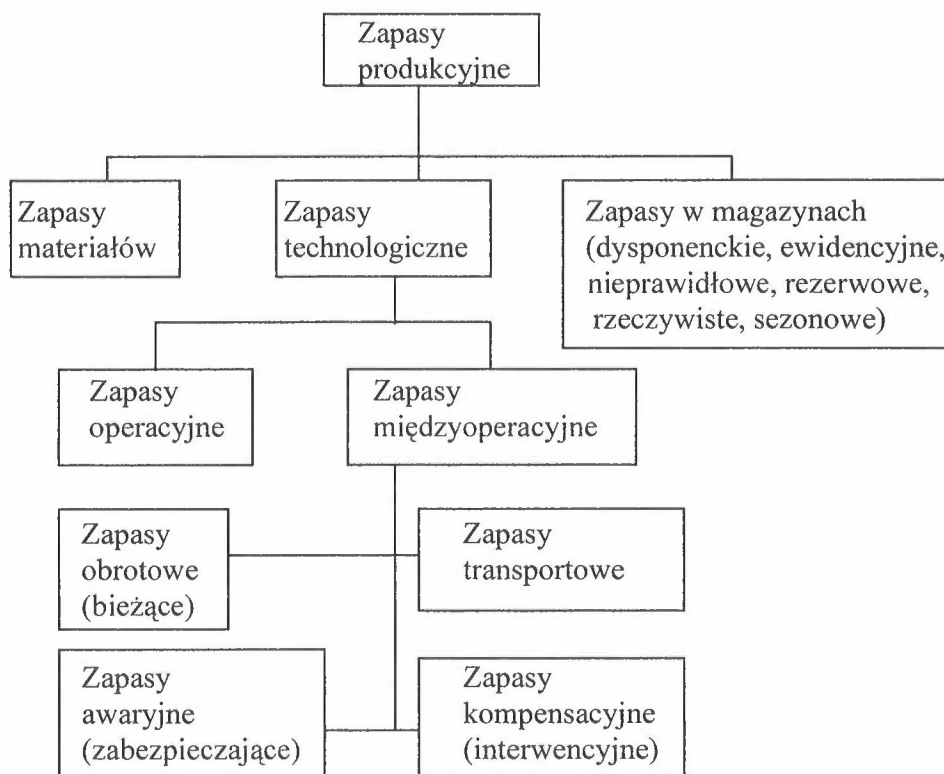 Zapasy
produkcyjne
Zapasy
materiałów
Zapasy
technologiczne
Zapasy w magazynach
(dysponenckie, ewidencyjne,
nieprawidłowe, rezerwowe,
rzeczywiste, sezonowe)
Zapasy
operacyjne
Zapasy
międzyoperacyjne
Zapasy
obrotowe
(bieżące)
Zapasy
transportowe
Zapasy
awaryjne
(zabezpieczające)
Zapasy
kompensacyjne
(interwencyjne)